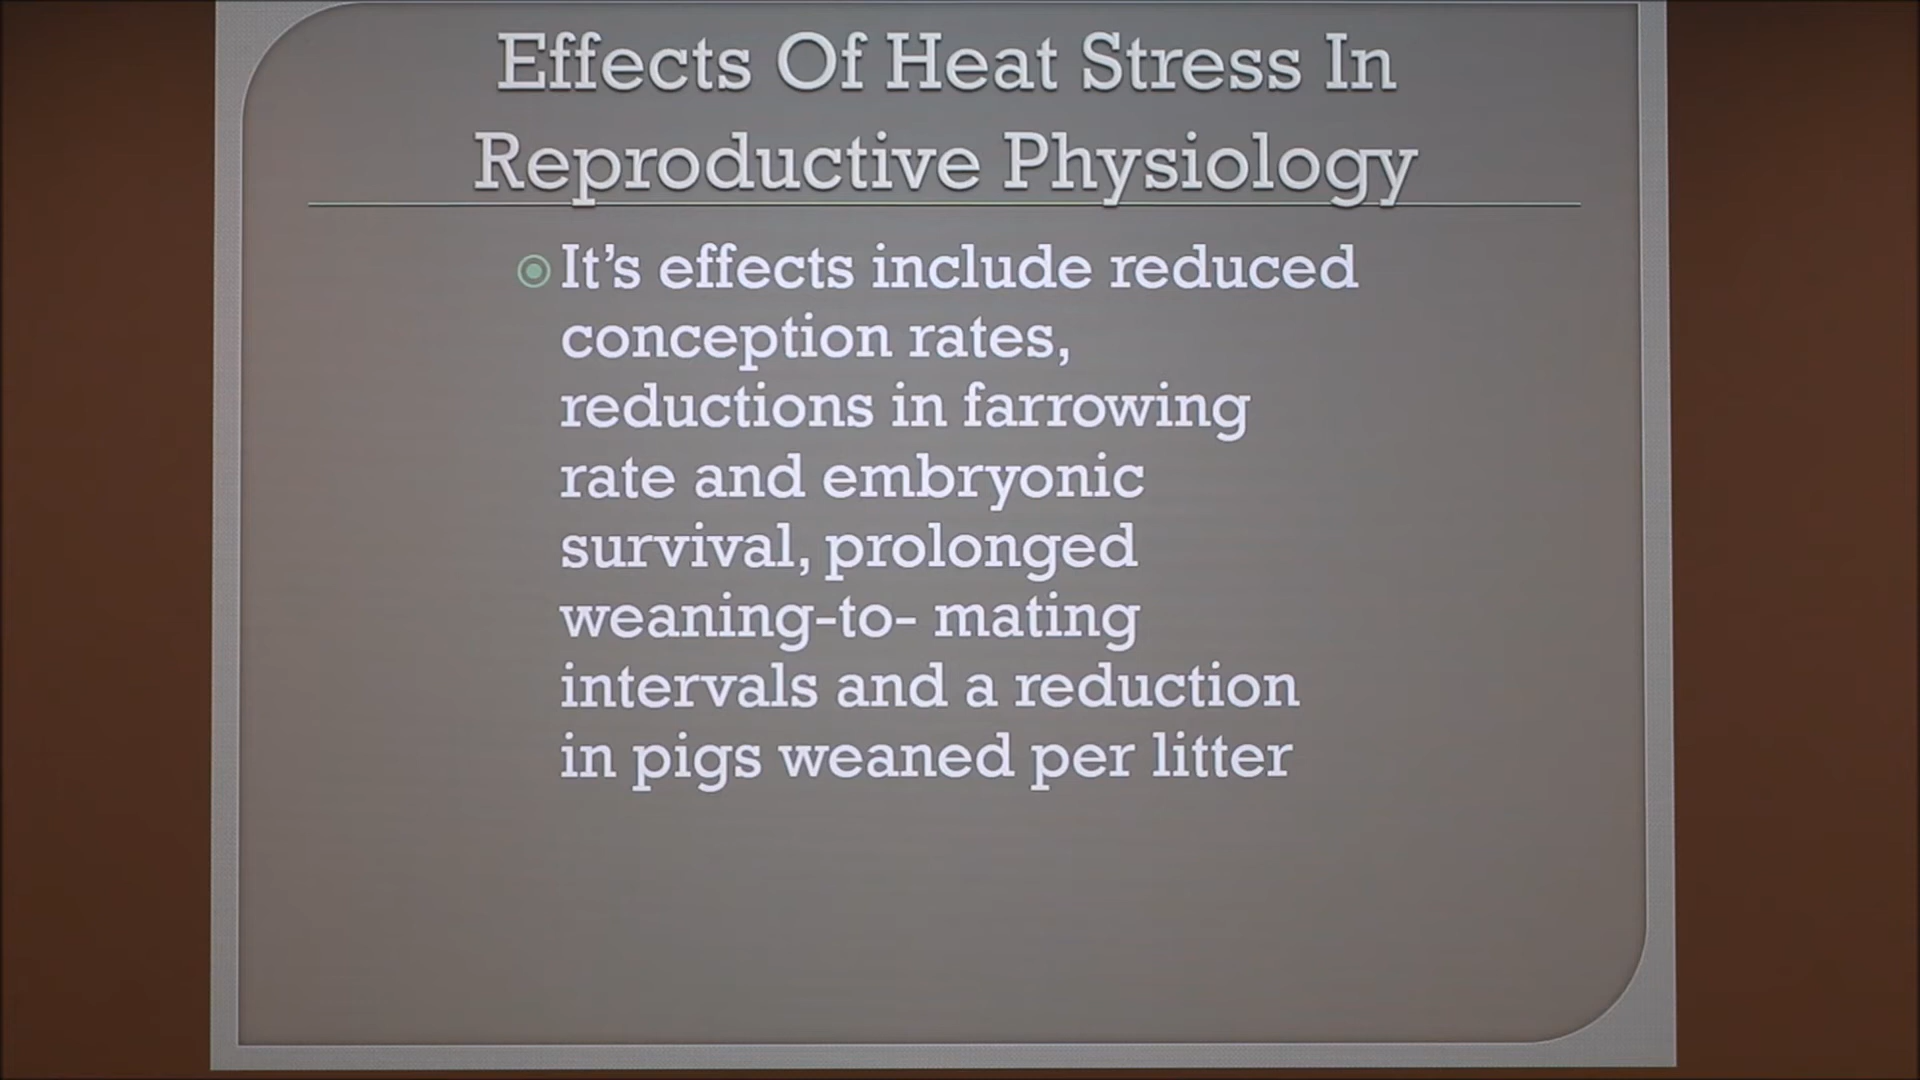 Effects Of Heat Stress In
Reproductive Physiology
It's effects include reduced
conception rates,
reductions in farrowing
rate and embryonic
survival, prolonged
weaning-to- mating
intervals and a reduction
in pigs weaned per litter